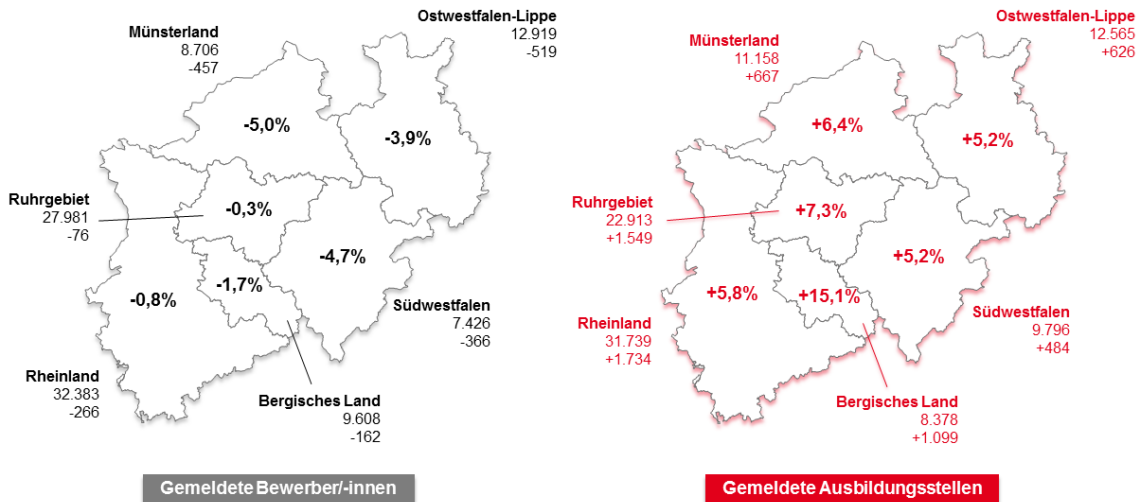 Münsterland
8.706
-457
Ostwestfalen-Lippe
12.919
-519
-5,0%
-3,9%
Ruhrgebiet
27.981
-76
-0,3%
-4,7%
-1,7%
-0,8%
Südwestfalen
7.426
-366
Rheinland
32.383
-266
Bergisches Land
9.608
-162
Gemeldete Bewerber/-innen
Münsterland
11.158
+667
Ostwestfalen-Lippe
12.565
+626
+6,4%
+5,2%
Ruhrgebiet
22.913
+1.549
+7,3%
+5,2%
+5,8%
+15,1%
Rheinland
31.739
+1.734
Südwestfalen
9.796
+484
Bergisches Land
8.378
+1.099
Gemeldete Ausbildungsstellen